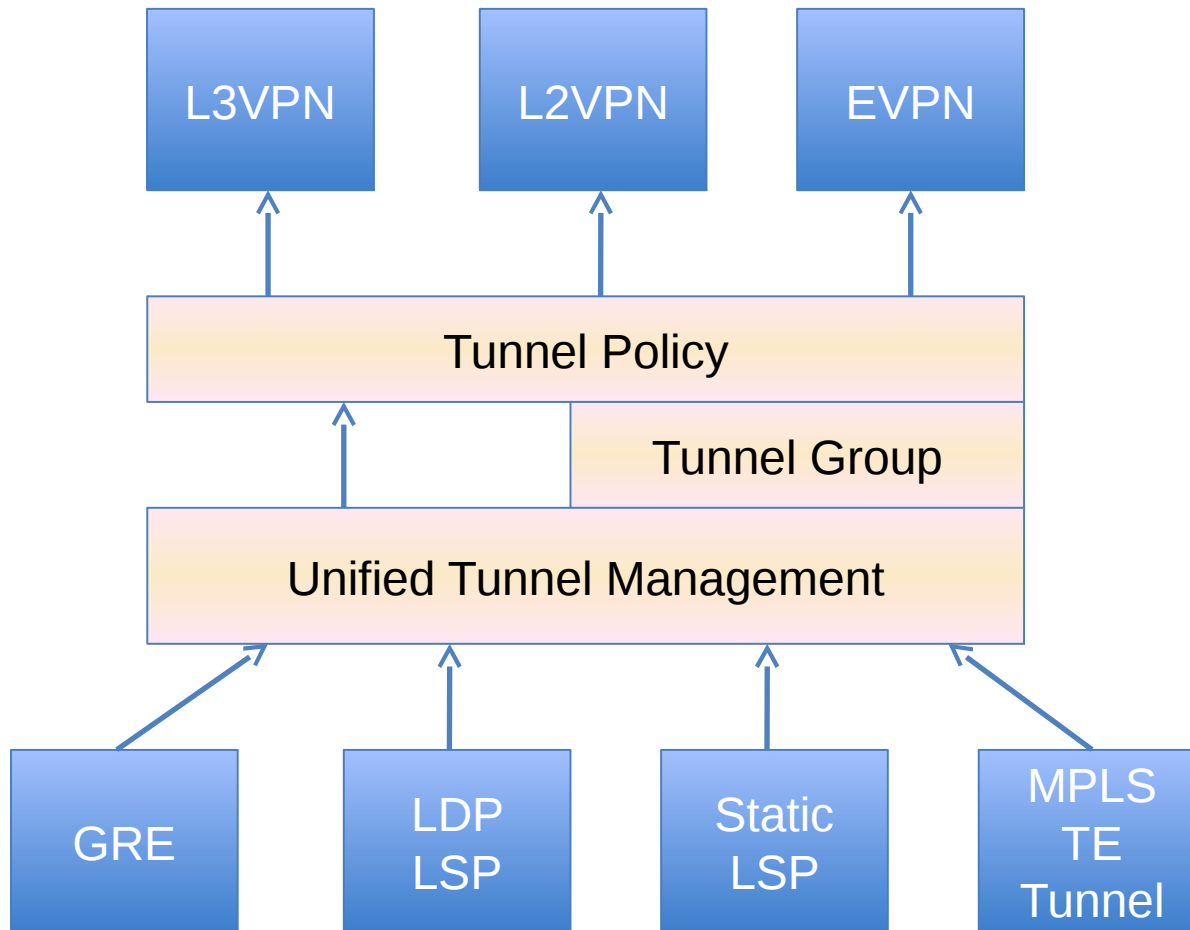 L3VPN
L2VPN
EVPN
Tunnel Policy
Tunnel Group
Unified Tunnel Management
GRE
LDP
LSP
Static
LSP
MPLS
TE
Tunnel